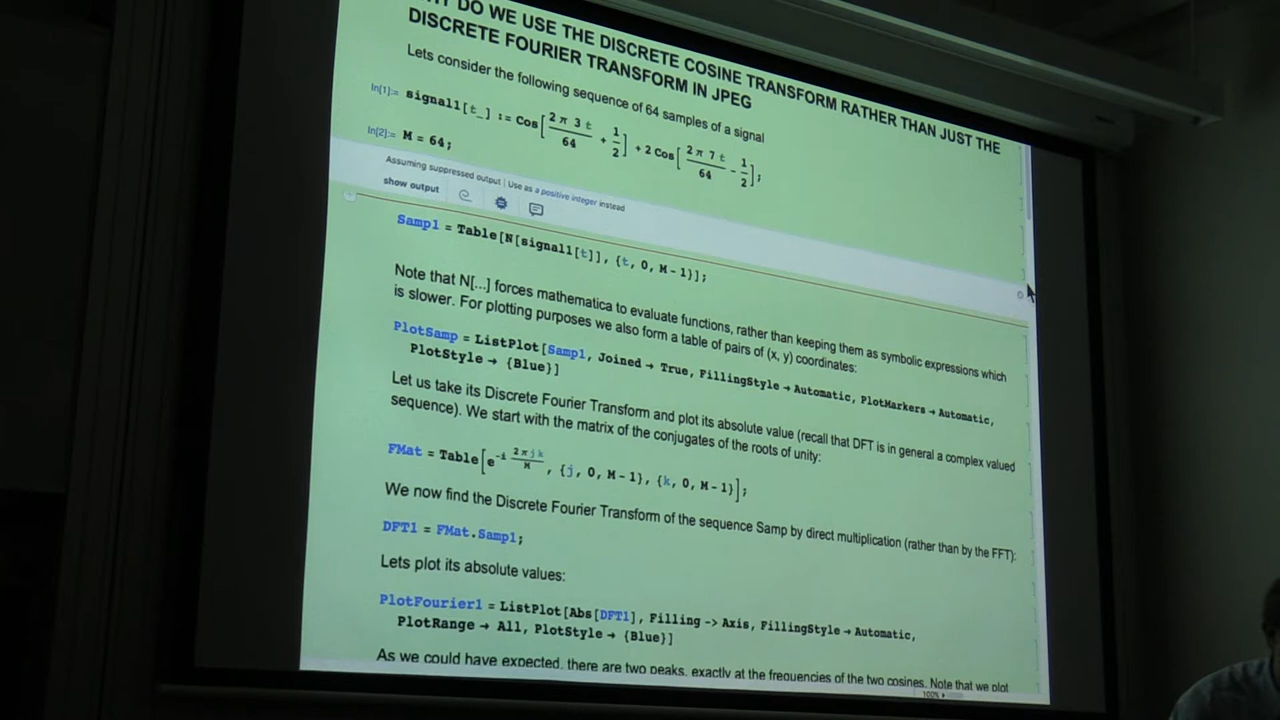 DO WE USE THE DISCRETE COSINE TRANSFORM RATHER THAN JUST THE
DISCRETE FOURIER TRANSFORM IN JPEG
Lets consider the following sequence of 64 samples of a signal
In[1]:= signal1[t_] := Cos[2 π 3 t / 64 + 1/2] + 2 Cos[2 π 7 t / 64 - 1/2];
In[2]:= M = 64;
Assuming suppressed output | Use as a positive integer instead
show output
Samp1 = Table[N[signal1[t]], {t, 0, M - 1}];
Note that N[...] forces mathematica to evaluate functions, rather than keeping them as symbolic expressions which
is slower. For plotting purposes we also form a table of pairs of (x, y) coordinates:
PlotSamp = ListPlot[Samp1, Joined → True, FillingStyle → Automatic, PlotMarkers → Automatic,
PlotStyle → {Blue}]
Let us take its Discrete Fourier Transform and plot its absolute value (recall that DFT is in general a complex valued
sequence). We start with the matrix of the conjugates of the roots of unity:
FMat = Table[e^(-i 2 π j k / M), {j, 0, M - 1}, {k, 0, M - 1}];
We now find the Discrete Fourier Transform of the sequence Samp by direct multiplication (rather than by the FFT):
DFT1 = FMat.Samp1;
Lets plot its absolute values:
PlotFourier1 = ListPlot[Abs[DFT1], Filling -> Axis, FillingStyle → Automatic,
PlotRange → All, PlotStyle → {Blue}]
As we could have expected, there are two peaks, exactly at the frequencies of the two cosines. Note that we plot
100%